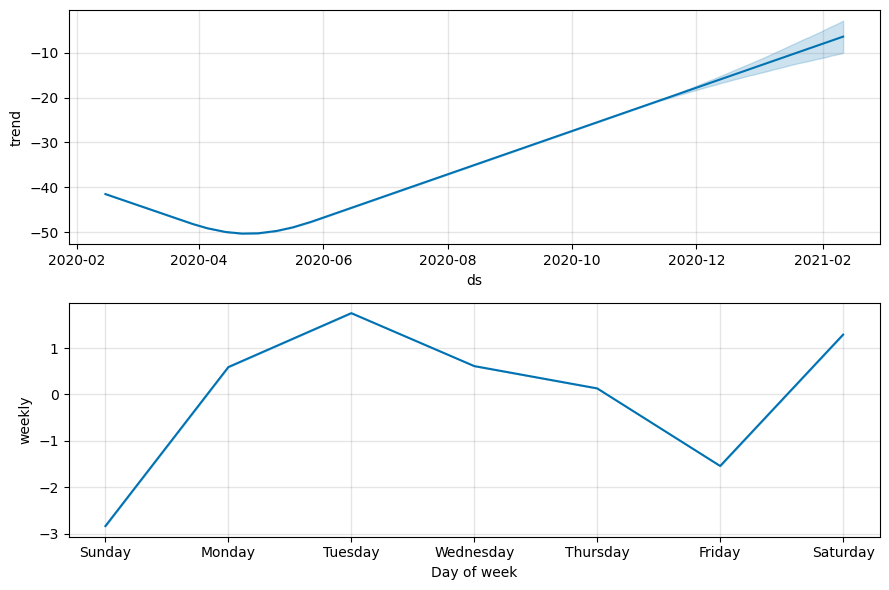 −10
−20
−30
−40
−50
trend
2020-02 2020-04 2020-06 2020-08 2020-10 2020-12 2021-02
ds
1
0
−1
−2
−3
weekly
Sunday Monday Tuesday Wednesday Thursday Friday Saturday
Day of week